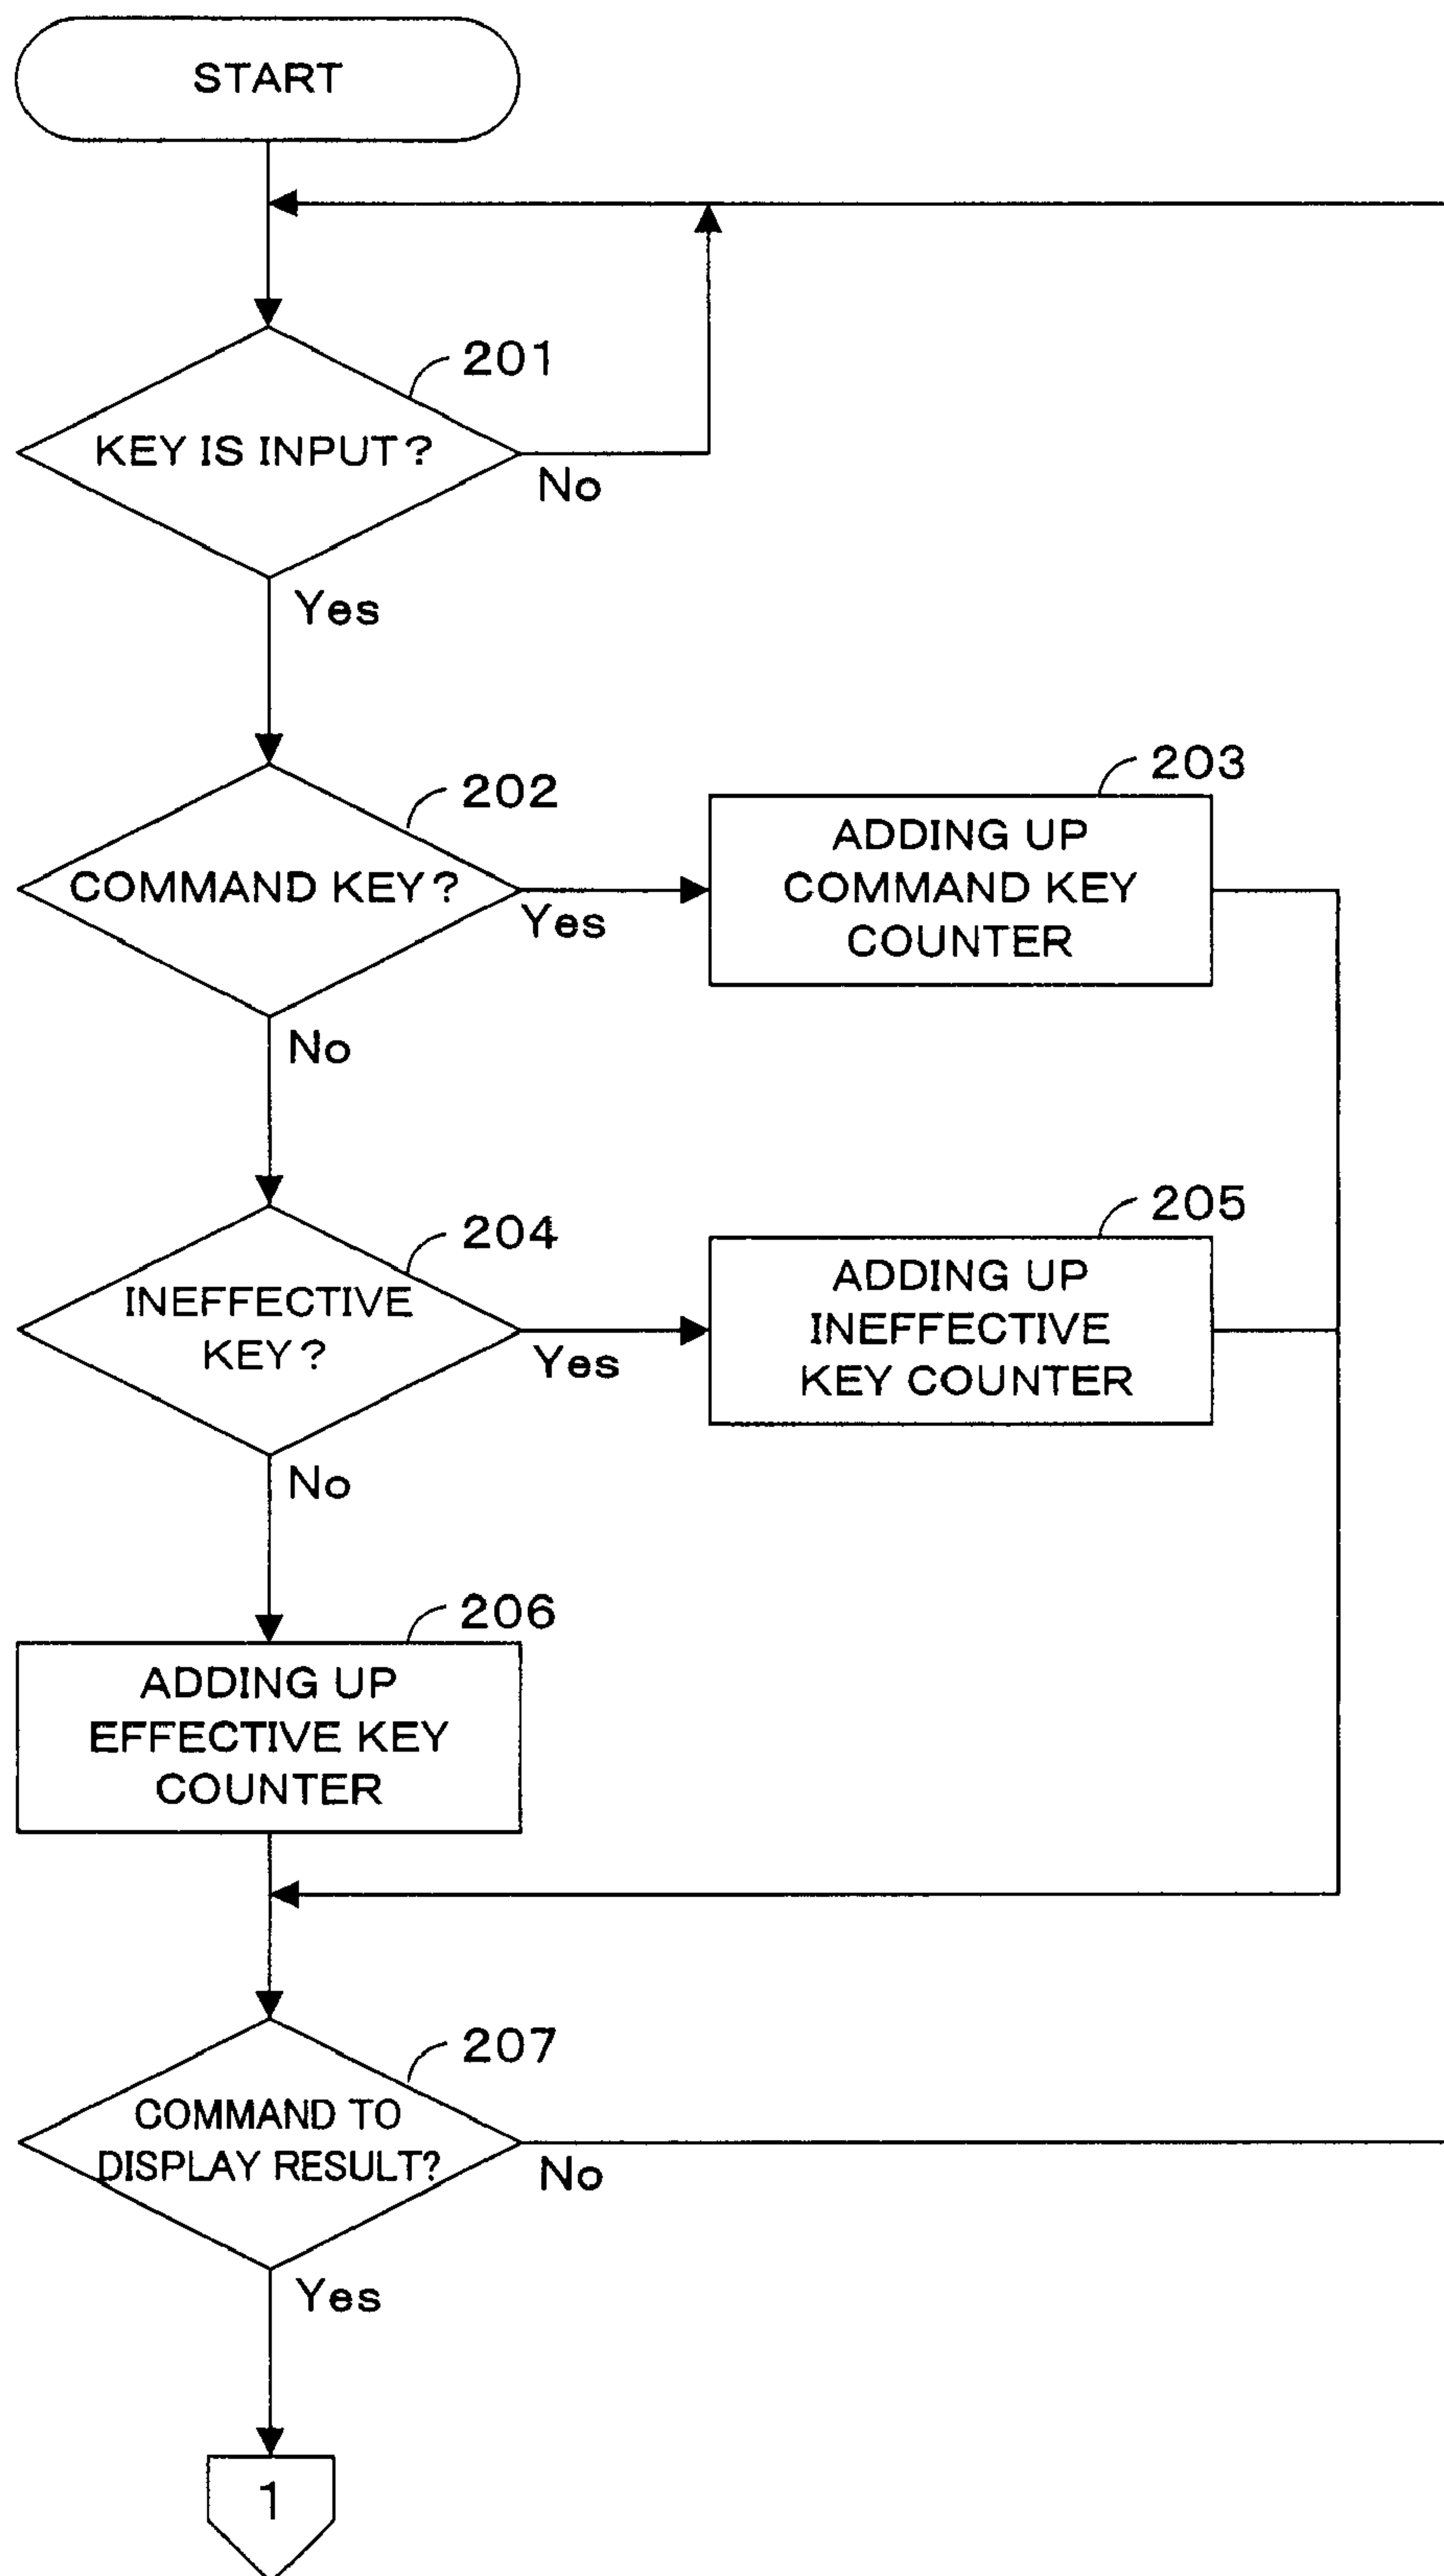 START
201
KEY IS INPUT?
No
Yes
202
203
COMMAND KEY?
Yes
ADDING UP
COMMAND KEY
COUNTER
No
204
205
INEFFECTIVE
KEY?
Yes
ADDING UP
INEFFECTIVE
KEY COUNTER
No
206
ADDING UP
EFFECTIVE KEY
COUNTER
207
COMMAND TO
DISPLAY RESULT?
No
Yes
1